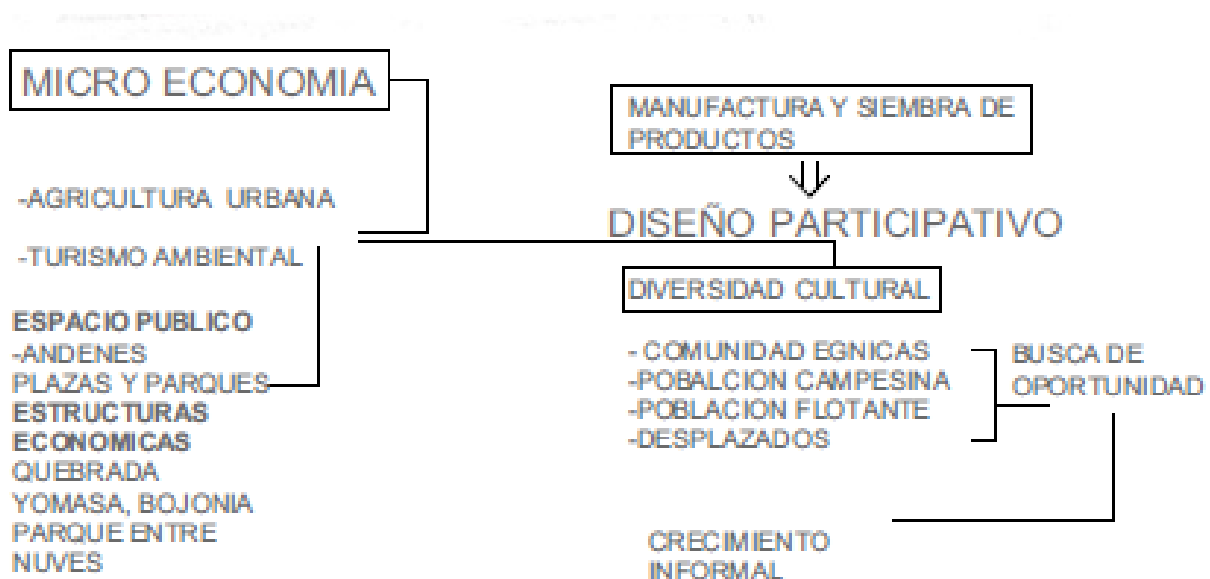 MICRO ECONOMIA
-AGRICULTURA URBANA
-TURISMO AMBIENTAL
ESPACIO PUBLICO
-ANDENES
PLAZAS Y PARQUES
ESTRUCTURAS
ECONOMICAS
QUEBRADA
YOMASA, BOJONIA
PARQUE ENTRE
NUVES
MANUFACTURA Y SIEMBRA DE
PRODUCTOS
DISEÑO PARTICIPATIVO
DIVERSIDAD CULTURAL
- COMUNIDAD EGNICAS
-POBALCION CAMPESINA
-POBLACION FLOTANTE
-DESPLAZADOS
BUSCA DE
OPORTUNIDAD
CRECIMIENTO
INFORMAL